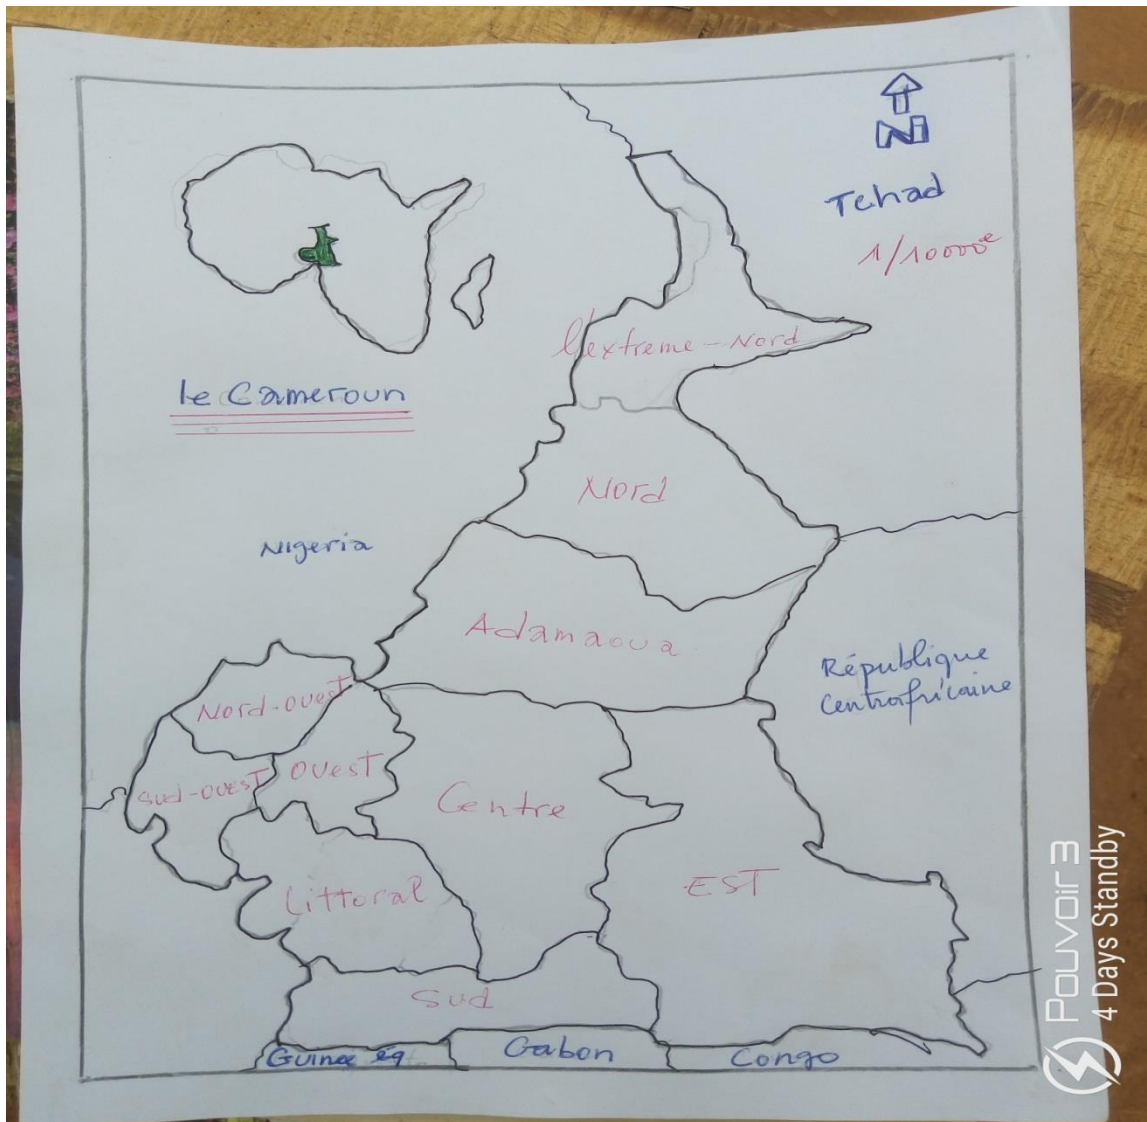 N
Tchad
1/10000e
l'extreme-Nord
le Cameroun
Nord
Nigeria
Adamaoua
République
Centrafricaine
Nord-ouest
OUEST
Sud-OUEST
Centre
EST
Littoral
Sud
Guinée éq
Gabon
Congo
Pouvoir 3
4 Days Standby